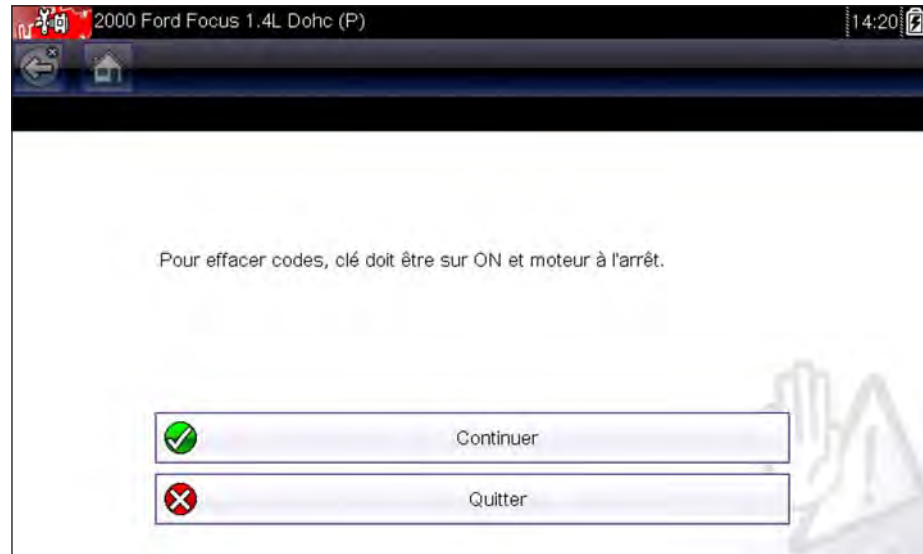 2000 Ford Focus 1.4L Dohc (P)
14:20
Pour effacer codes, clé doit être sur ON et moteur à l'arrêt.
Continuer
Quitter